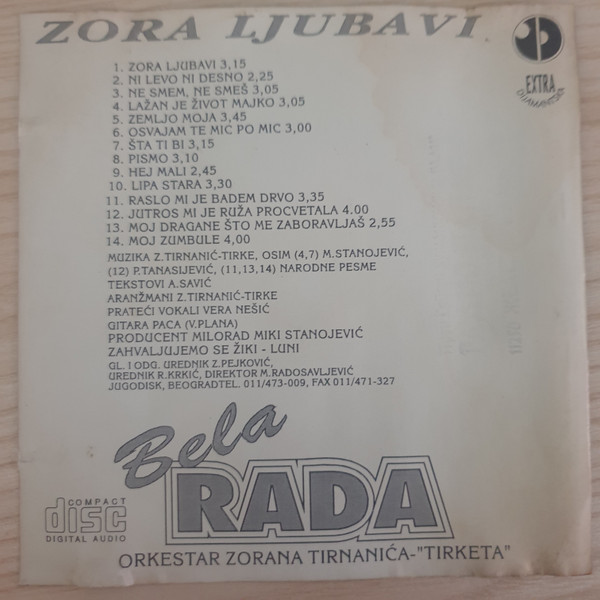 ZORA LJUBAVI
EXTRA
DIJAMANTSKI
1. ZORA LJUBAVI 3,15
2. NI LEVO NI DESNO 2,25
3. NE SMEM, NE SMEŠ 3,05
4. LAŽAN JE ŽIVOT MAJKO 3,05
5. ZEMLJO MOJA 3,45
6. OSVAJAM TE MIC PO MIC 3,00
7. ŠTA TI BI 3,15
8. PISMO 3,10
9. HEJ MALI 2,45
10. LIPA STARA 3,30
11. RASLO MI JE BADEM DRVO 3,35
12. JUTROS MI JE RUŽA PROCVETALA 4.00
13. MOJ DRAGANE ŠTO ME ZABORAVLJAŠ 2,55
14. MOJ ZUMBULE 4,00
MUZIKA Z.TIRNANIĆ-TIRKE, OSIM (4,7) M.STANOJEVIĆ,
(12) P.TANASIJEVIĆ, (11,13,14) NARODNE PESME
TEKSTOVI A.SAVIĆ
ARANŽMANI Z.TIRNANIĆ-TIRKE
PRATEĆI VOKALI VERA NEŠIĆ
GITARA PACA (V.PLANA)
PRODUCENT MILORAD MIKI STANOJEVIĆ
ZAHVALJUJEMO SE ŽIKI - LUNI
GL. I ODG. UREDNIK Z.PEJKOVIĆ,
UREDNIK R.KRKIĆ, DIREKTOR M.RADOSAVLJEVIĆ
JUGODISK, BEOGRADTEL. 011/473-009, FAX 011/471-327
Bela
RADA
COMPACT
disc
DIGITAL AUDIO
ORKESTAR ZORANA TIRNANIĆA-"TIRKETA"